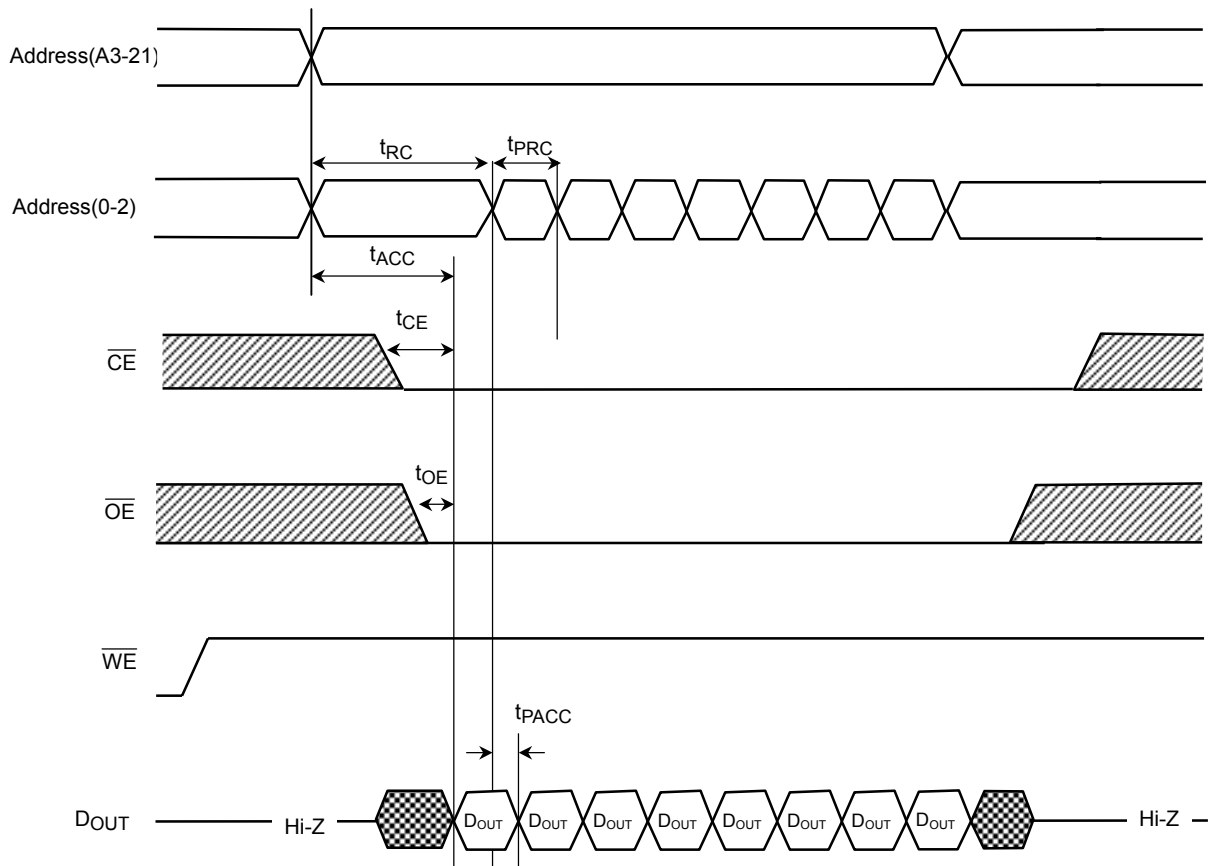 Address(A3-21)
tRC
tPRC
Address(0-2)
tACC
tCE
CE
tOE
OE
WE
tPACC
DOUT
Hi-Z
DOUT DOUT DOUT DOUT DOUT DOUT DOUT DOUT
Hi-Z